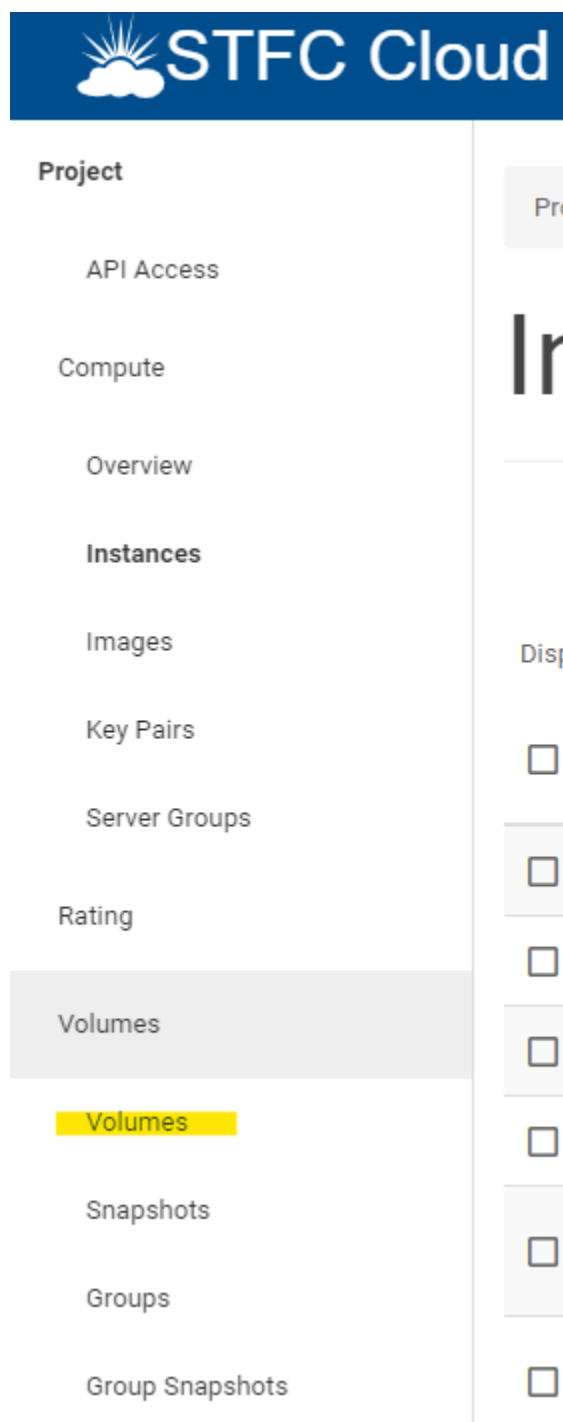 STFC Cloud
Project
API Access
Compute
Overview
Instances
Images
Key Pairs
Server Groups
Rating
Volumes
Volumes
Snapshots
Groups
Group Snapshots